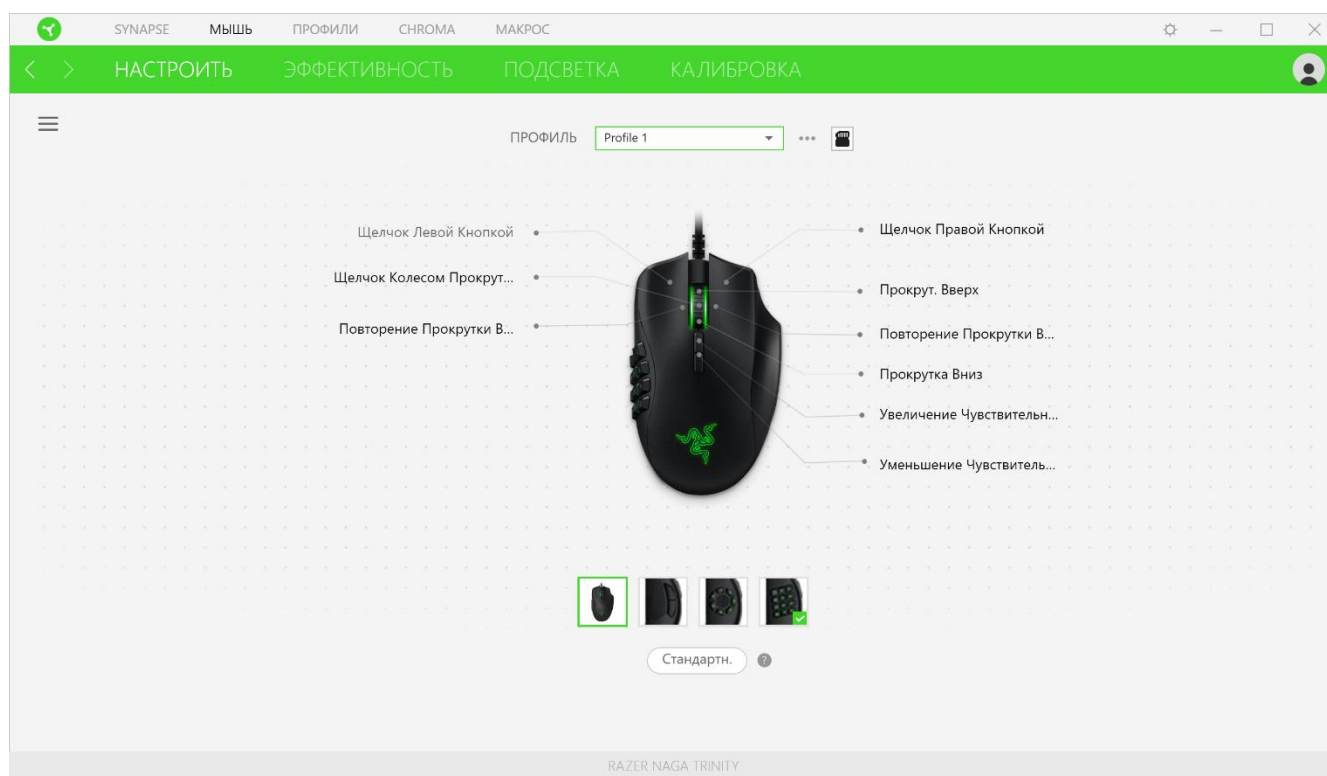 SYNAPSE МЫШЬ ПРОФИЛИ CHROMA МАКРОС
НАСТРОИТЬ ЭФФЕКТИВНОСТЬ ПОДСВЕТКА КАЛИБРОВКА
ПРОФИЛЬ Profile 1
Щелчок Левой Кнопкой
Щелчок Колесом Прокрут...
Повторение Прокрутки В...
Щелчок Правой Кнопкой
Прокрут. Вверх
Повторение Прокрутки В...
Прокрутка Вниз
Увеличение Чувствительн...
Уменьшение Чувствитель...
Стандартн. ?
RAZER NAGA TRINITY